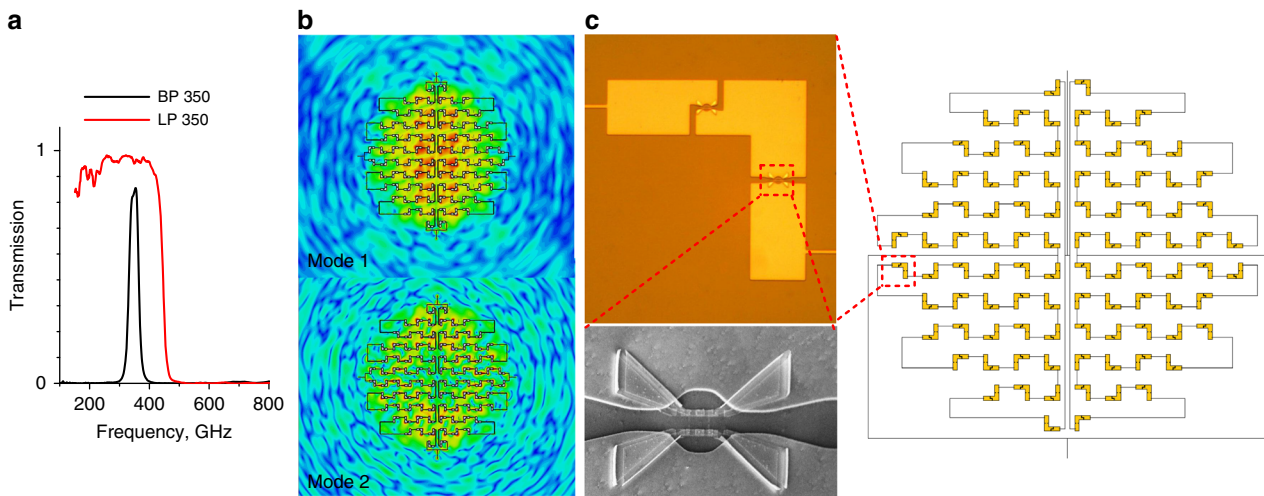 a
b
c
BP 350
LP 350
1
0
Transmission
200
400
600
800
Frequency, GHz
Mode 1
Mode 2